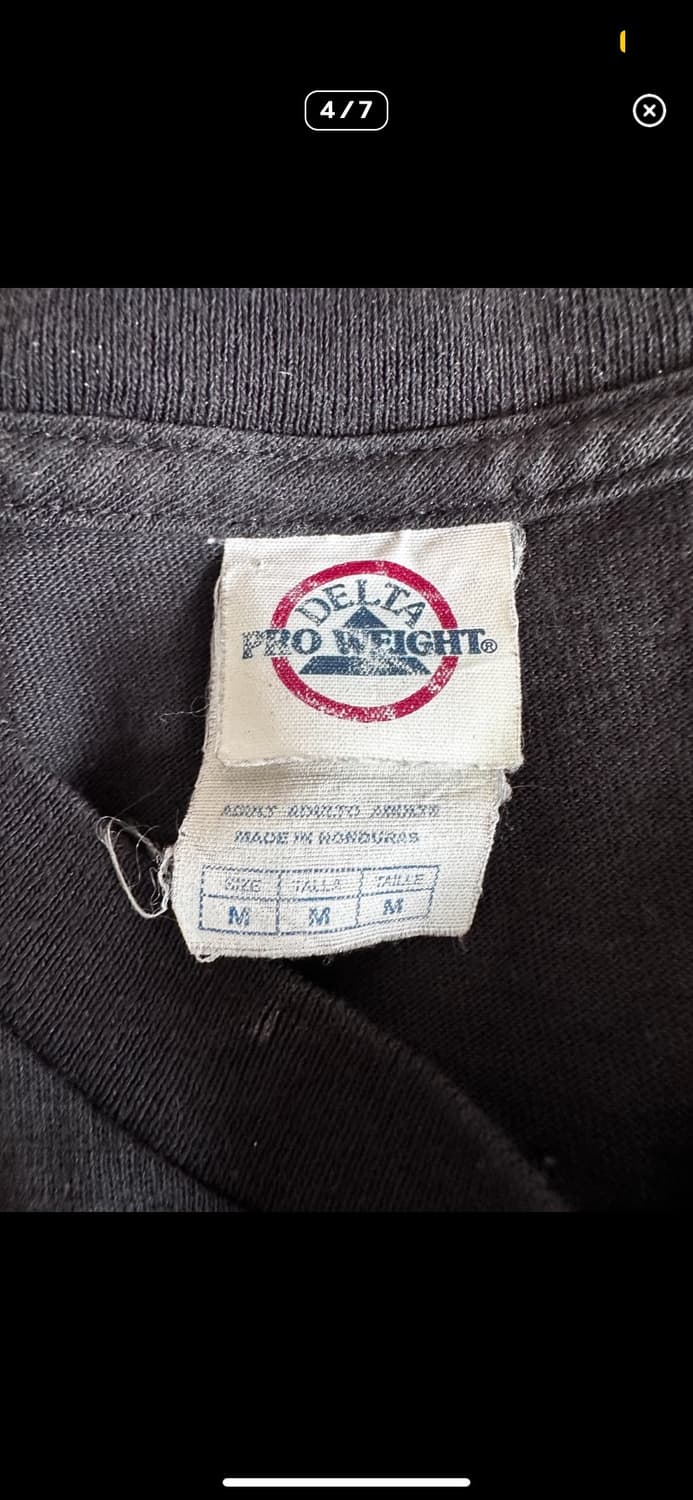 4/7
DELTA
PRO WEIGHT®
ADULT ADULTO ADULTE
MADE IN HONDURAS
SIZE TALLA TAILLE
M M M